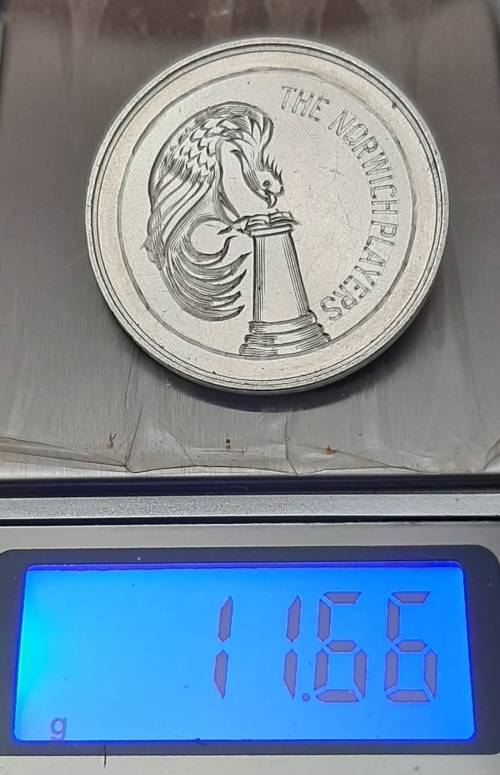 THE NORWICH PLAYERS
11.66
g